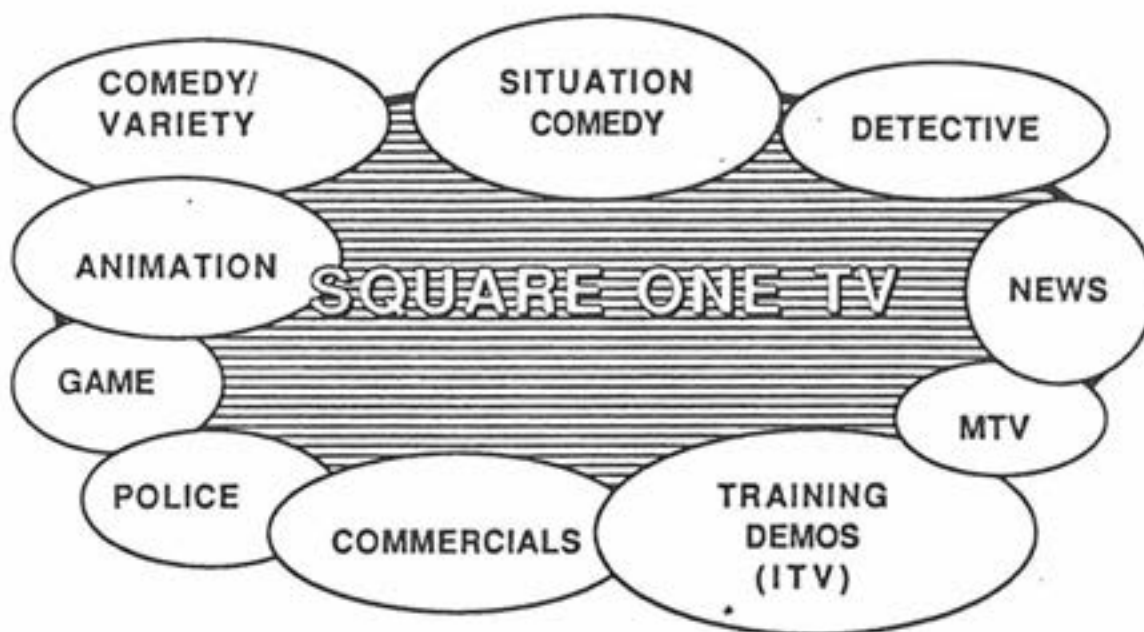 COMEDY/
VARIETY
SITUATION
COMEDY
DETECTIVE
ANIMATION
SQUARE ONE TV
NEWS
GAME
MTV
POLICE
COMMERCIALS
TRAINING
DEMOS
(ITV)